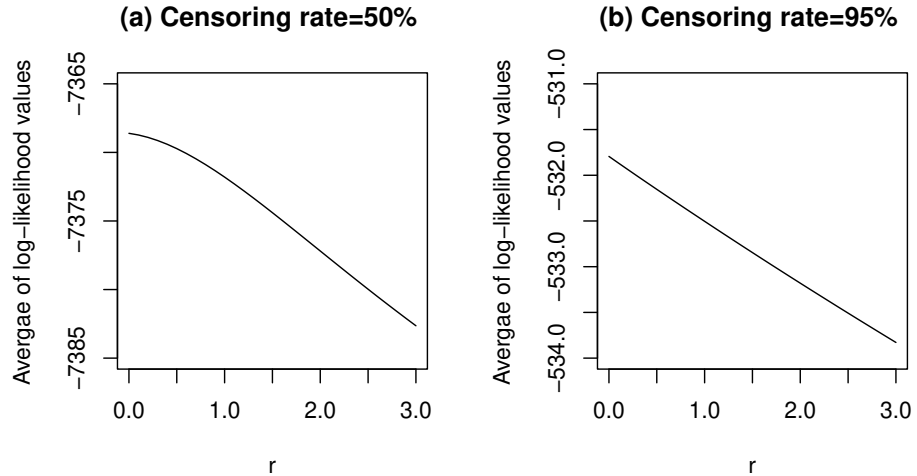 (a) Censoring rate=50%
Avergae of log−likelihood values
−7365
−7375
−7385
0.0 1.0 2.0 3.0
r
(b) Censoring rate=95%
Avergae of log−likelihood values
−531.0
−532.0
−533.0
−534.0
0.0 1.0 2.0 3.0
r